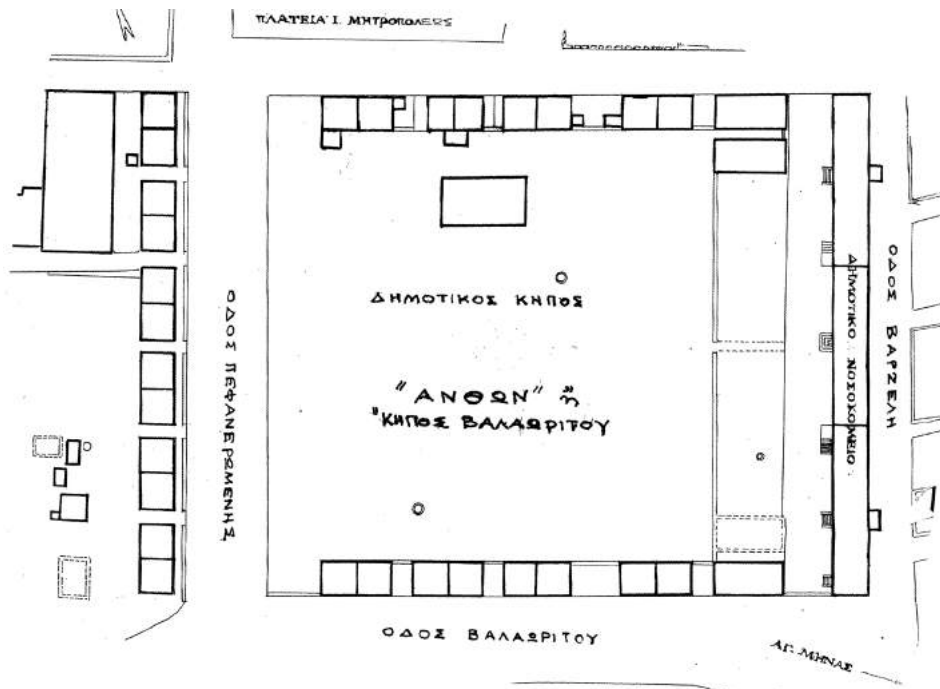 ΠΛΑΤΕΙΑ Ι. ΜΗΤΡΟΠΟΛΕΩΣ
ΔΗΜΟΤΙΚΟΣ ΚΗΠΟΣ
"ΑΝΘΩΝ" ἢ
"ΚΗΠΟΣ ΒΑΛΑΩΡΙΤΟΥ
ΟΔΟΣ ΠΕΦΑΝΕΡΩΜΕΝΗΣ
ΔΗΜΟΤΙΚΟ ΝΟΣΟΚΟΜΕΙΟ
ΟΔΟΣ ΒΑΡΖΕΛΗ
ΟΔΟΣ ΒΑΛΑΩΡΙΤΟΥ
ΑΓ. ΜΗΝΑΣ